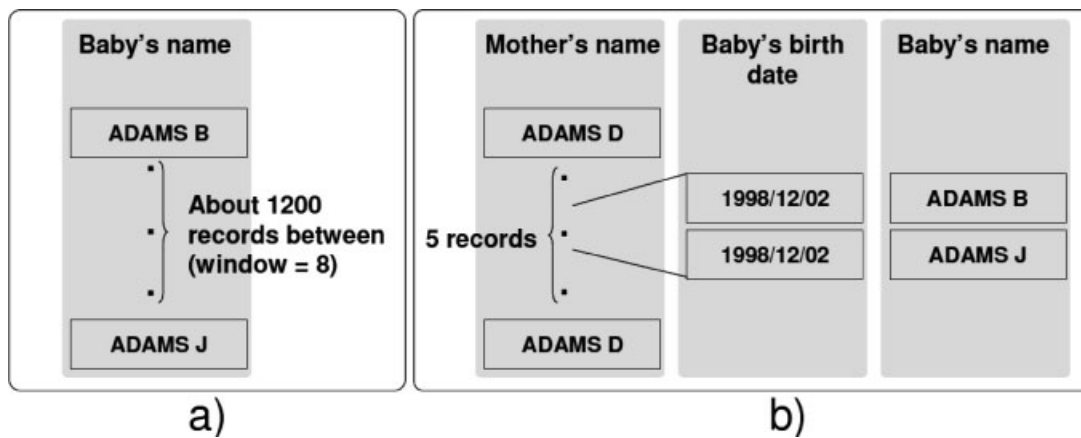 Baby's name
ADAMS B
About 1200
records between
(window = 8)
ADAMS J
a)
Mother's name
Baby's birth
date
Baby's name
ADAMS D
5 records
1998/12/02
ADAMS B
1998/12/02
ADAMS J
ADAMS D
b)